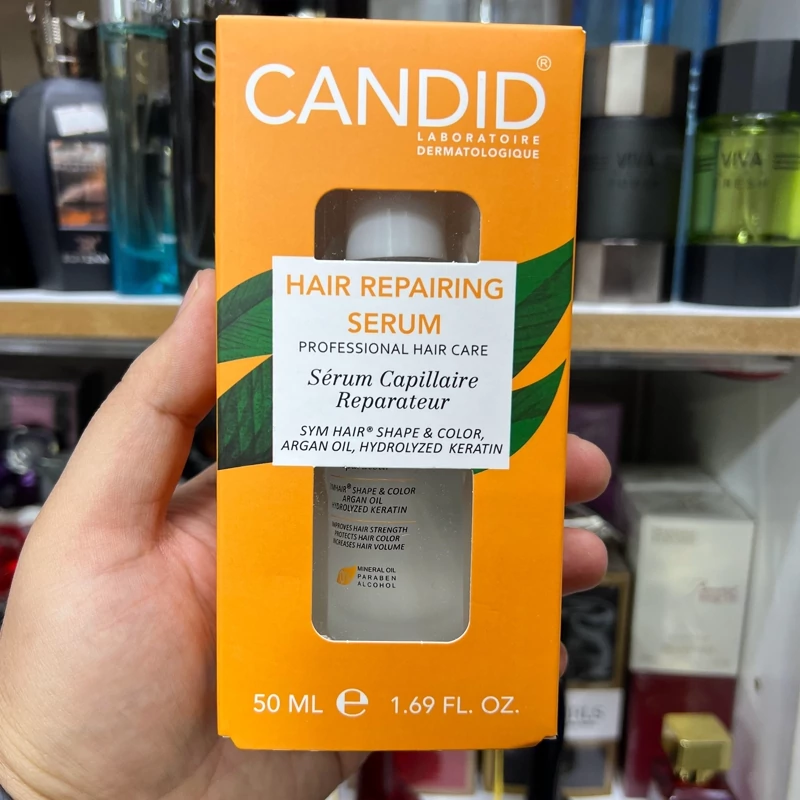 CANDID®
LABORATOIRE
DERMATOLOGIQUE
HAIR REPAIRING
SERUM
PROFESSIONAL HAIR CARE
Sérum Capillaire
Reparateur
SYM HAIR® SHAPE & COLOR,
ARGAN OIL, HYDROLYZED KERATIN
SHAPE & COLOR
ARGAN OIL
HYDROLYZED KERATIN
IMPROVES HAIR STRENGTH
PROTECTS HAIR COLOR
INCREASES HAIR VOLUME
MINERAL OIL
PARABEN
ALCOHOL
50 ML e 1.69 FL. OZ.
VIVA
VIVA
FRESH